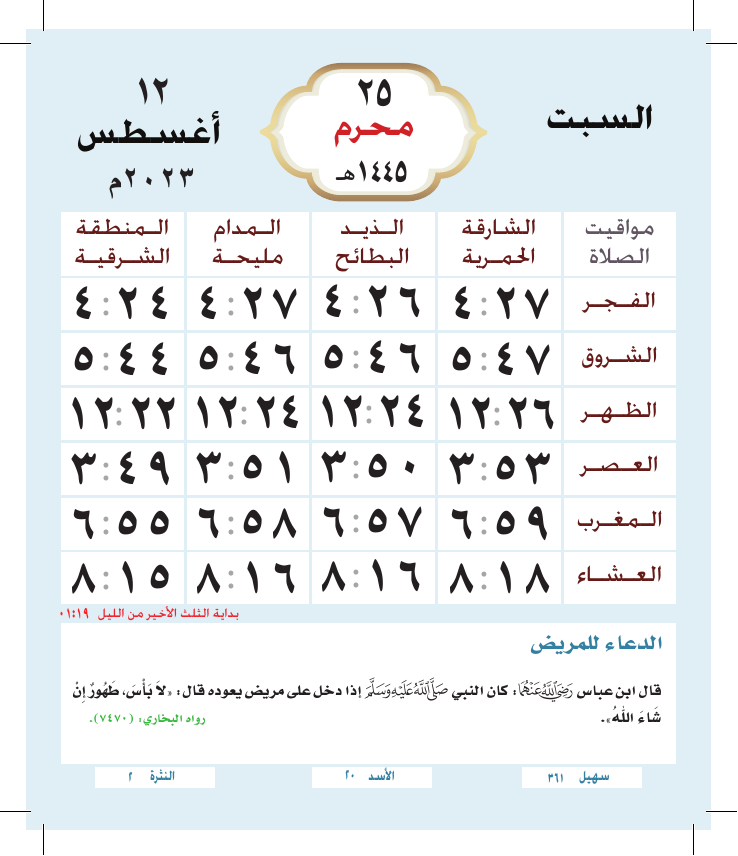 السبت
٢٥
محرم
١٤٤٥هـ
١٢
أغسطس
٢٠٢٣م
مواقيت الصلاة	الشارقة الحمرية	الذيد البطائح	المدام مليحة	المنطقة الشرقية
الفجر ٤:٢٧ ٤:٢٦ ٤:٢٧ ٤:٢٤
الشروق ٥:٤٧ ٥:٤٦ ٥:٤٦ ٥:٤٤
الظهر ١٢:٢٦ ١٢:٢٤ ١٢:٢٤ ١٢:٢٢
العصر ٣:٥٣ ٣:٥٠ ٣:٥١ ٣:٤٩
المغرب ٦:٥٩ ٦:٥٧ ٦:٥٨ ٦:٥٥
العشاء ٨:١٨ ٨:١٦ ٨:١٦ ٨:١٥
بداية الثلث الأخير من الليل ٠١:١٩
الدعاء للمريض
قال ابن عباس رَضِيَ اللَّهُ عَنْهُمَا: كان النبي صَلَّى اللَّهُ عَلَيْهِ وَسَلَّمَ إذا دخل على مريض يعوده قال: «لاَ بَأْسَ، طَهُورٌ إِنْ
شَاءَ اللَّهُ». رواه البخاري: (٧٤٧٠).
سهيل ٣٦١ الأسد ٢٠ النثرة ٢